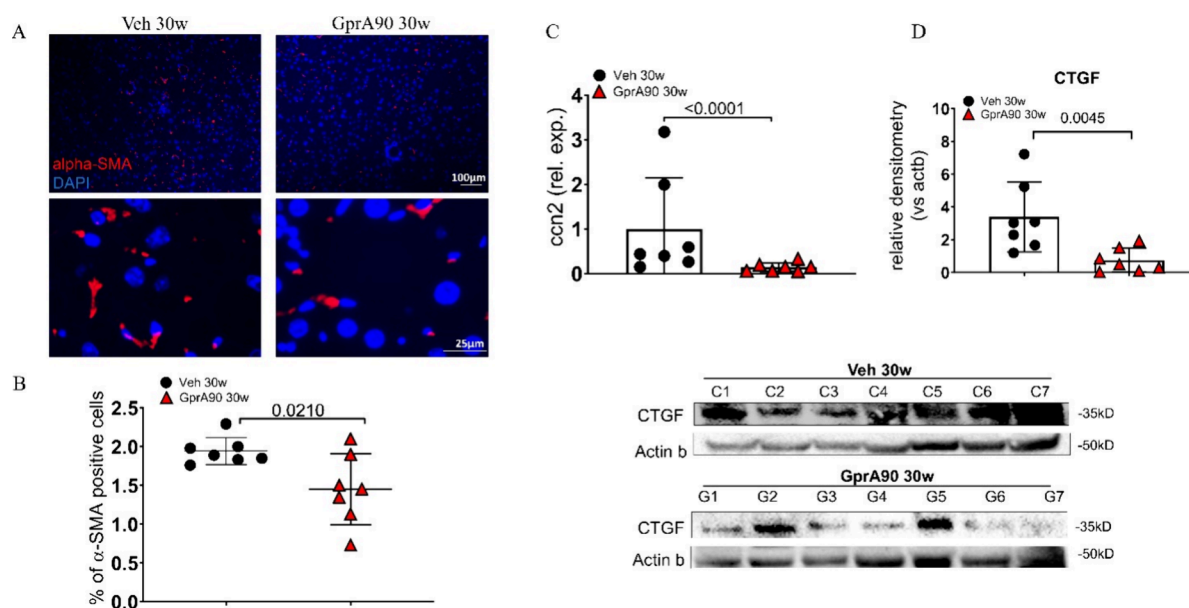 A
Veh 30w
GprA90 30w
alpha-SMA
DAPI
100µm
25µm
B
Veh 30w
GprA90 30w
0.0210
% of α-SMA positive cells
2.5
2.0
1.5
1.0
0.5
0.0
C
Veh 30w
GprA90 30w
<0.0001
ccn2 (rel. exp.)
4
3
2
1
0
D
CTGF
Veh 30w
GprA90 30w
0.0045
relative densitometry
(vs actb)
10
8
6
4
2
0
Veh 30w
C1 C2 C3 C4 C5 C6 C7
CTGF -35kD
Actin b -50kD
GprA90 30w
G1 G2 G3 G4 G5 G6 G7
CTGF -35kD
Actin b -50kD